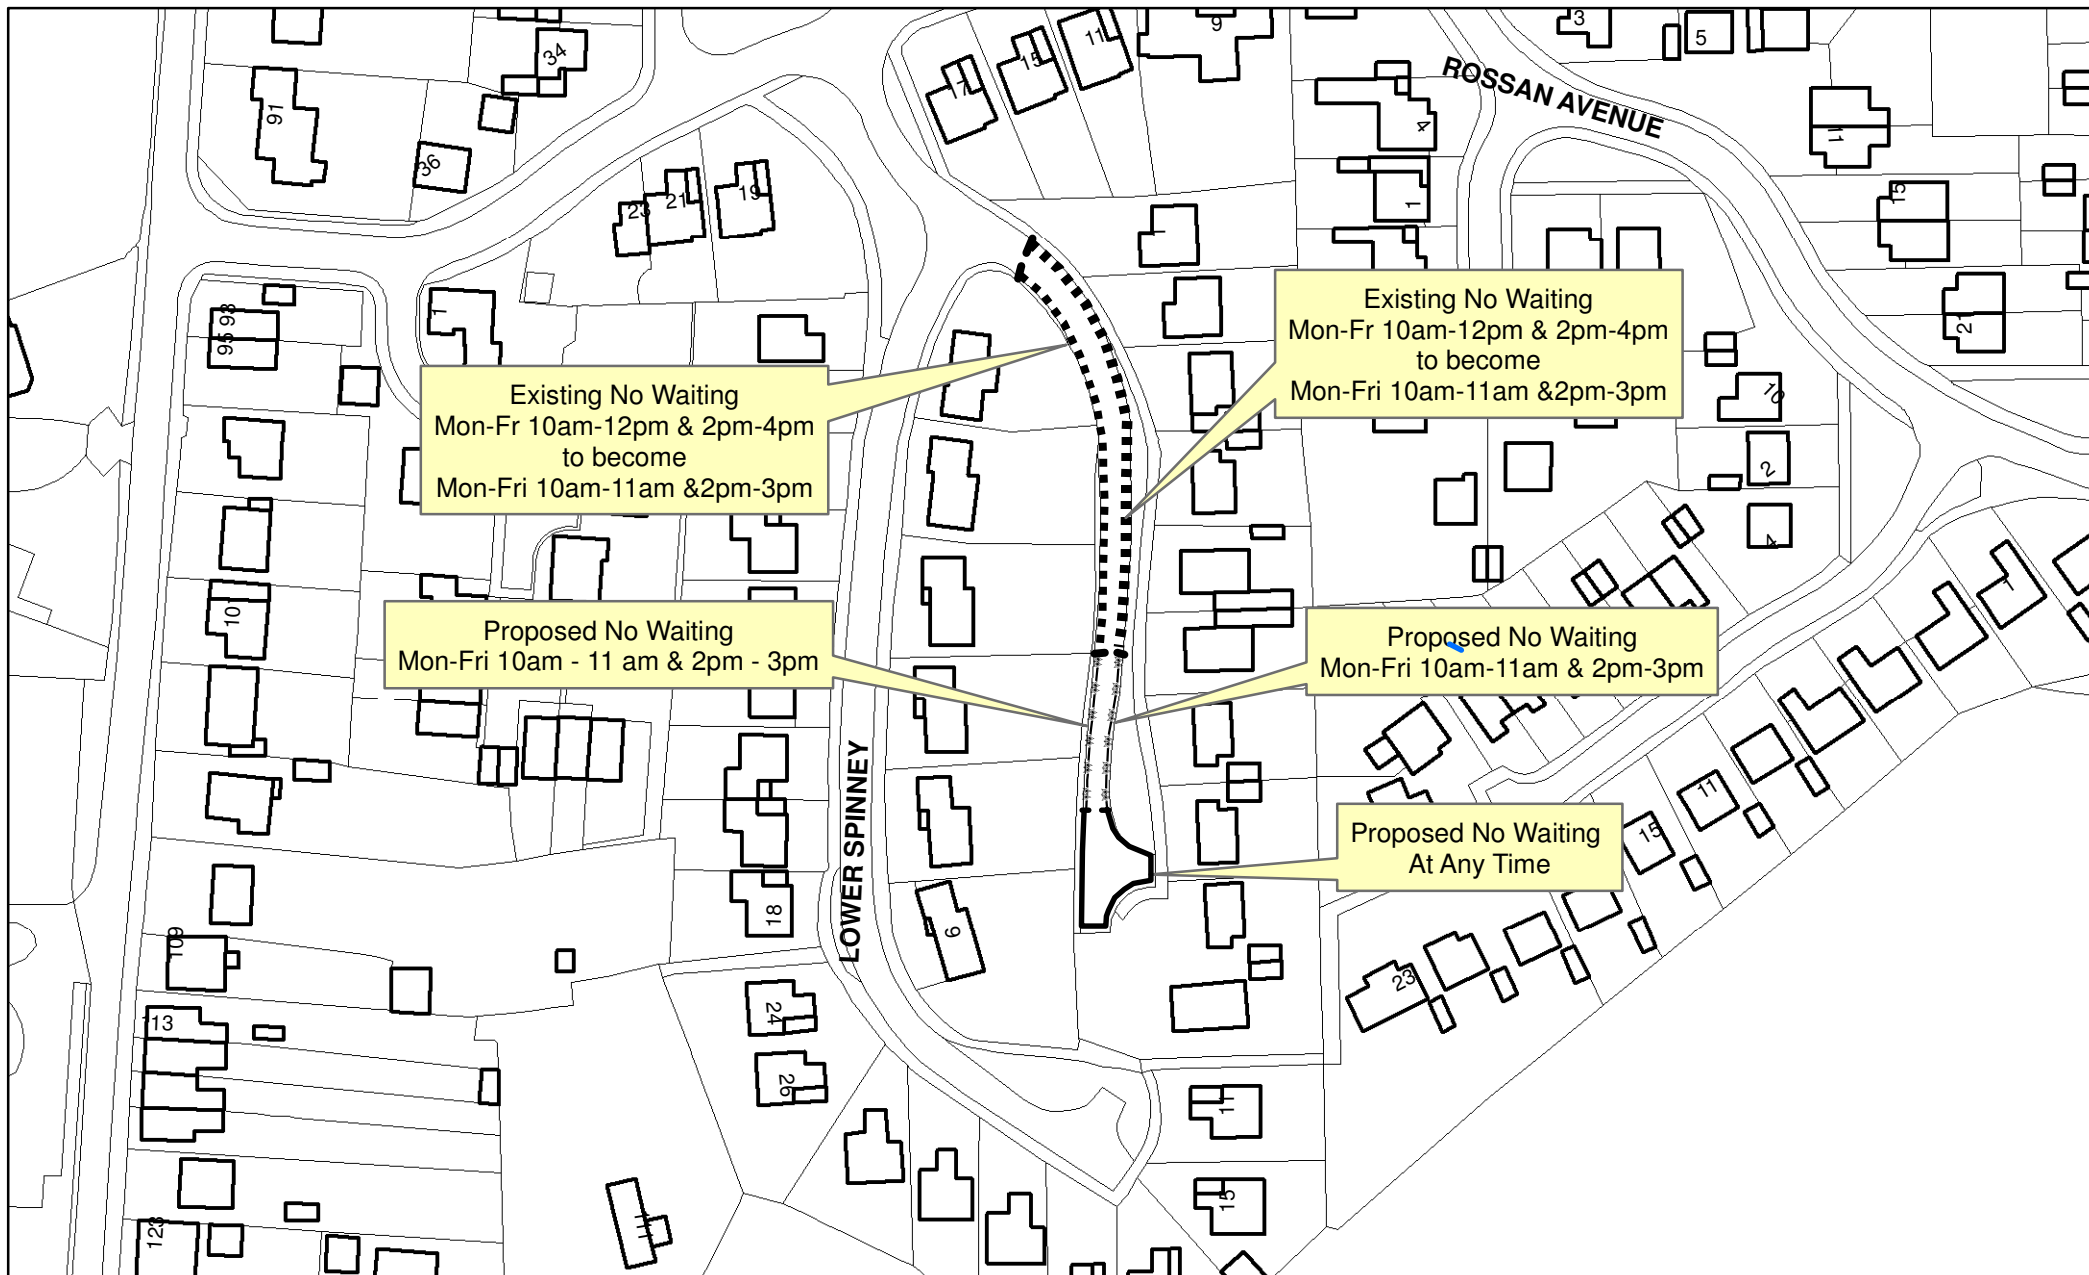 34
91
36
17
15
11
9
3
5
ROSSAN AVENUE
4
1
11
15
21
23
21
19
1
1
93
95
Existing No Waiting
Mon-Fr 10am-12pm & 2pm-4pm
to become
Mon-Fri 10am-11am &2pm-3pm
Existing No Waiting
Mon-Fr 10am-12pm & 2pm-4pm
to become
Mon-Fri 10am-11am &2pm-3pm
10
2
4
1
101
Proposed No Waiting
Mon-Fri 10am - 11 am & 2pm - 3pm
Proposed No Waiting
Mon-Fri 10am-11am & 2pm-3pm
LOWER SPINNEY
11
15
Proposed No Waiting
At Any Time
18
9
109
23
24
113
26
11
15
111
123